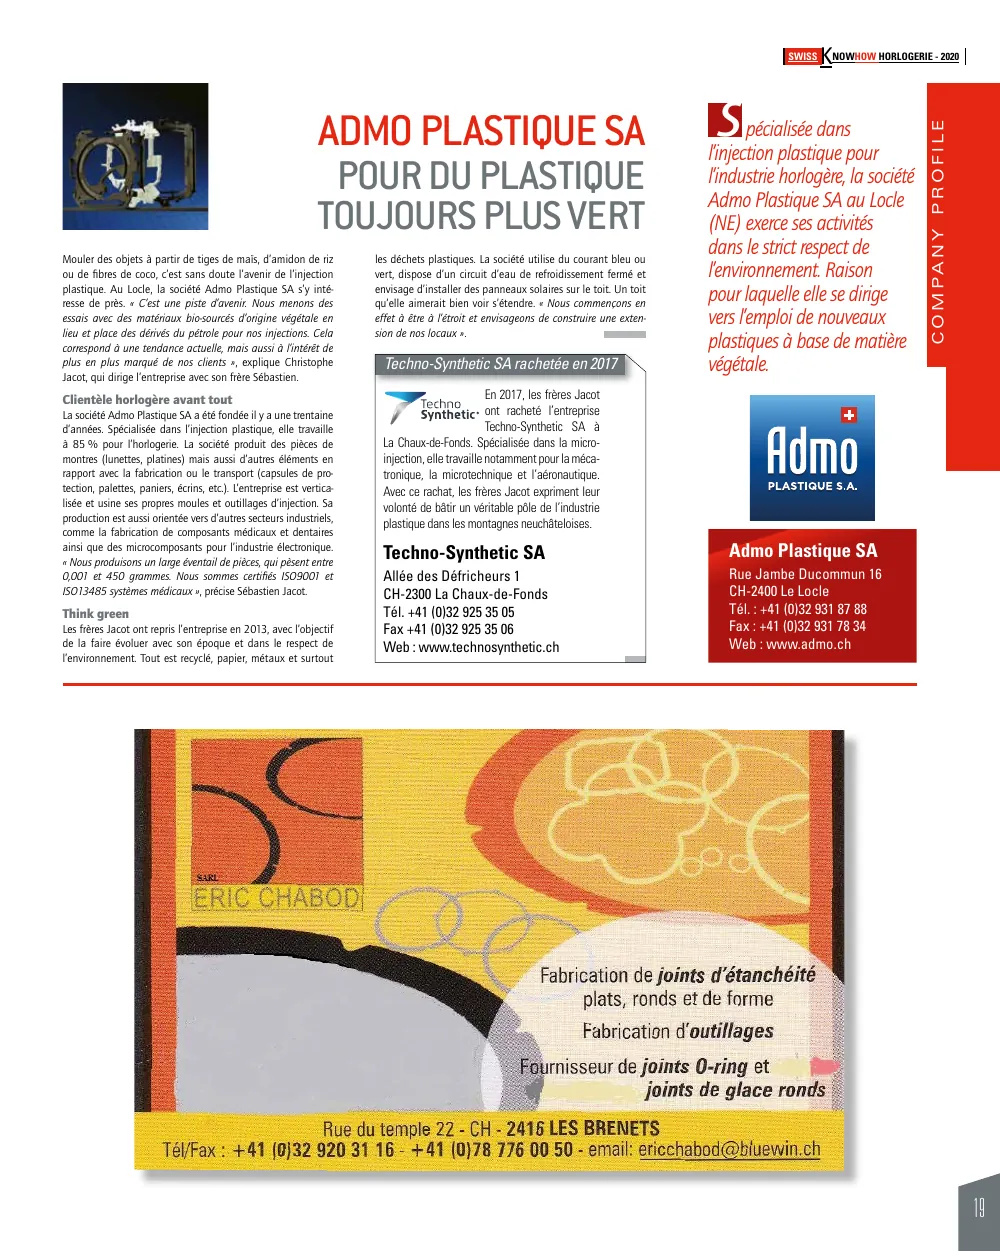 SWISS KNOWHOW HORLOGERIE - 2020
COMPANY PROFILE
ADMO PLASTIQUE SA
POUR DU PLASTIQUE
TOUJOURS PLUS VERT
Spécialisée dans
l'injection plastique pour
l'industrie horlogère, la société
Admo Plastique SA au Locle
(NE) exerce ses activités
dans le strict respect de
l'environnement. Raison
pour laquelle elle se dirige
vers l'emploi de nouveaux
plastiques à base de matière
végétale.
Mouler des objets à partir de tiges de maïs, d'amidon de riz
ou de fibres de coco, c'est sans doute l'avenir de l'injection
plastique. Au Locle, la société Admo Plastique SA s'y inté-
resse de près. « C'est une piste d'avenir. Nous menons des
essais avec des matériaux bio-sourcés d'origine végétale en
lieu et place des dérivés du pétrole pour nos injections. Cela
correspond à une tendance actuelle, mais aussi à l'intérêt de
plus en plus marqué de nos clients », explique Christophe
Jacot, qui dirige l'entreprise avec son frère Sébastien.
Clientèle horlogère avant tout
La société Admo Plastique SA a été fondée il y a une trentaine
d'années. Spécialisée dans l'injection plastique, elle travaille
à 85 % pour l'horlogerie. La société produit des pièces de
montres (lunettes, platines) mais aussi d'autres éléments en
rapport avec la fabrication ou le transport (capsules de pro-
tection, palettes, paniers, écrins, etc.). L'entreprise est vertica-
lisée et usine ses propres moules et outillages d'injection. Sa
production est aussi orientée vers d'autres secteurs industriels,
comme la fabrication de composants médicaux et dentaires
ainsi que des microcomposants pour l'industrie électronique.
« Nous produisons un large éventail de pièces, qui pèsent entre
0,001 et 450 grammes. Nous sommes certifiés ISO9001 et
ISO13485 systèmes médicaux », précise Sébastien Jacot.
Think green
Les frères Jacot ont repris l'entreprise en 2013, avec l'objectif
de la faire évoluer avec son époque et dans le respect de
l'environnement. Tout est recyclé, papier, métaux et surtout
les déchets plastiques. La société utilise du courant bleu ou
vert, dispose d'un circuit d'eau de refroidissement fermé et
envisage d'installer des panneaux solaires sur le toit. Un toit
qu'elle aimerait bien voir s'étendre. « Nous commençons en
effet à être à l'étroit et envisageons de construire une exten-
sion de nos locaux ».
Techno-Synthetic SA rachetée en 2017
Techno
Synthetic
En 2017, les frères Jacot
ont racheté l'entreprise
Techno-Synthetic SA à
La Chaux-de-Fonds. Spécialisée dans la micro-
injection, elle travaille notamment pour la méca-
tronique, la microtechnique et l'aéronautique.
Avec ce rachat, les frères Jacot expriment leur
volonté de bâtir un véritable pôle de l'industrie
plastique dans les montagnes neuchâteloises.
Techno-Synthetic SA
Allée des Défricheurs 1
CH-2300 La Chaux-de-Fonds
Tél. +41 (0)32 925 35 05
Fax +41 (0)32 925 35 06
Web : www.technosynthetic.ch
Admo
PLASTIQUE S.A.
Admo Plastique SA
Rue Jambe Ducommun 16
CH-2400 Le Locle
Tél. : +41 (0)32 931 87 88
Fax : +41 (0)32 931 78 34
Web : www.admo.ch
SARL
ERIC CHABOD
Fabrication de joints d'étanchéité
plats, ronds et de forme
Fabrication d'outillages
Fournisseur de joints O-ring et
joints de glace ronds
Rue du temple 22 - CH - 2416 LES BRENETS
Tél/Fax : +41 (0)32 920 31 16 - +41 (0)78 776 00 50 - email: ericchabod@bluewin.ch
19